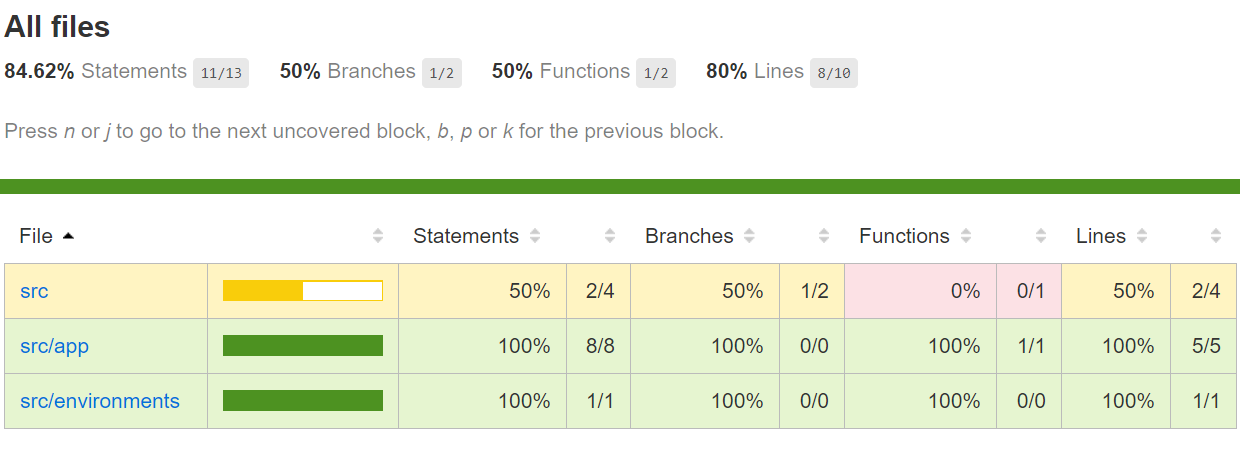 All files
84.62% Statements 11/13 50% Branches 1/2 50% Functions 1/2 80% Lines 8/10
Press n or j to go to the next uncovered block, b, p or k for the previous block.
File Statements Branches Functions Lines
src 50% 2/4 50% 1/2 0% 0/1 50% 2/4
src/app 100% 8/8 100% 0/0 100% 1/1 100% 5/5
src/environments 100% 1/1 100% 0/0 100% 0/0 100% 1/1